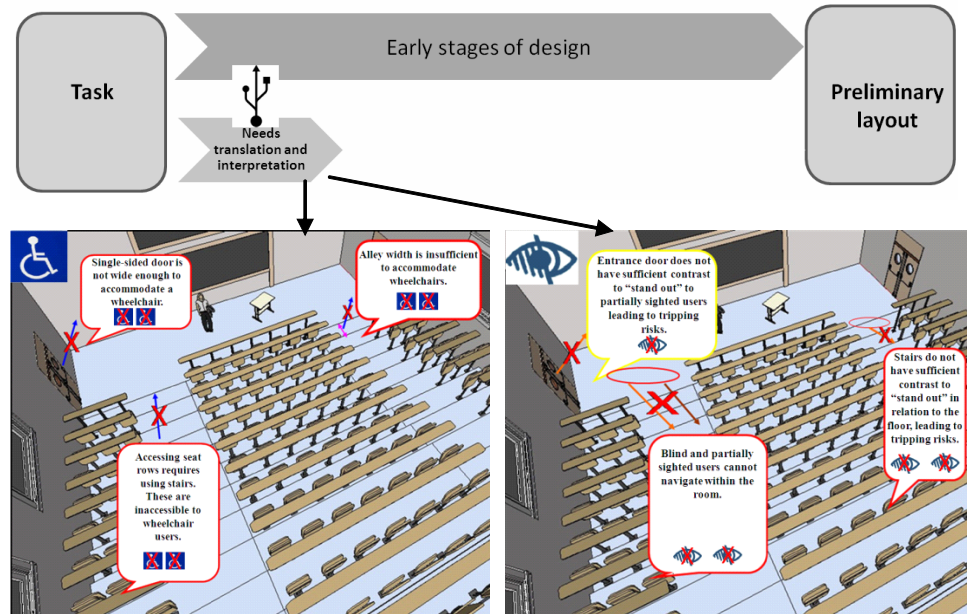 Early stages of design
Task
Preliminary
layout
Needs
translation and
interpretation
Single-sided door is
not wide enough to
accommodate a
wheelchair.
Alley width is insufficient
to accommodate
wheelchairs.
Accessing seat
rows requires
using stairs.
These are
inaccessible to
wheelchair
users.
Entrance door does not
have sufficient contrast
to “stand out” to
partially sighted users
leading to tripping
risks.
Stairs do not
have sufficient
contrast to
“stand out” in
relation to the
floor, leading to
tripping risks.
Blind and partially
sighted users cannot
navigate within the
room.